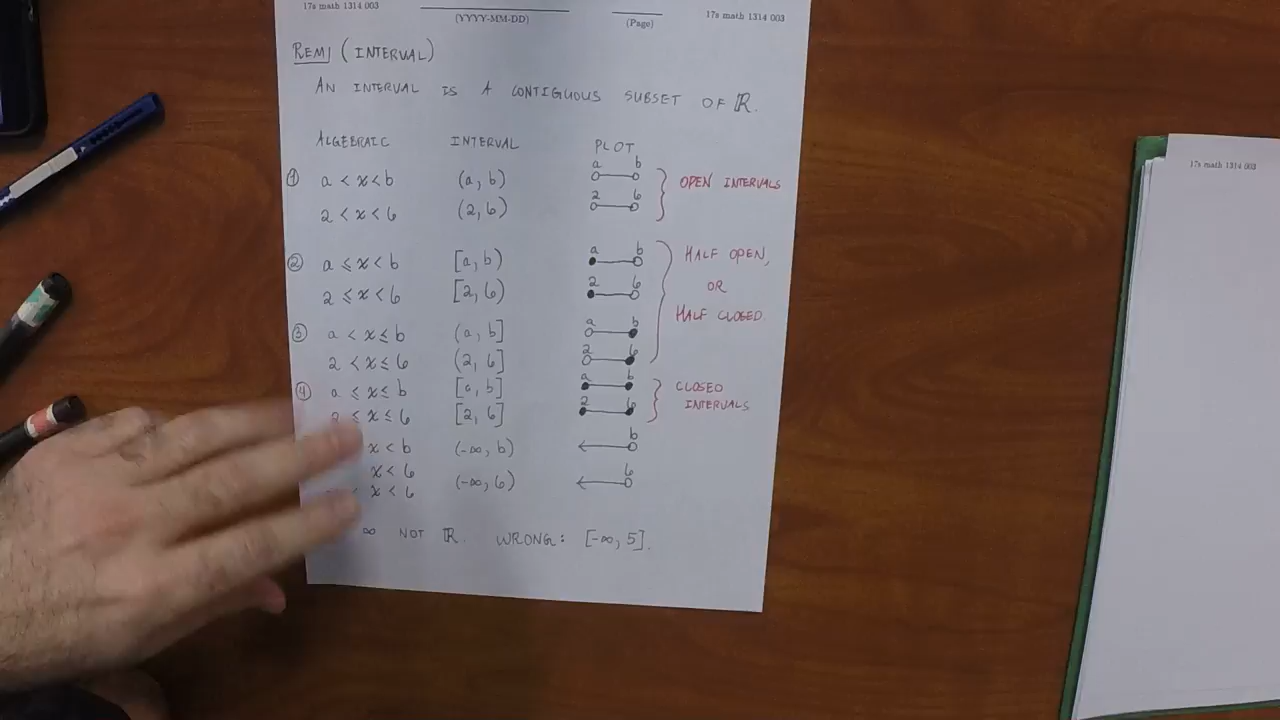 17s math 1314 003 (YYYY-MM-DD) (Page) 17s math 1314 003
REM (INTERVAL)
AN INTERVAL IS A CONTIGUOUS SUBSET OF ℝ.
ALGEBRAIC INTERVAL PLOT
a b
① a < x < b (a, b) OPEN INTERVALS
2 6
2 < x < 6 (2, 6)
a b
② a ≤ x < b [a, b) HALF OPEN,
2 6
2 ≤ x < 6 [2, 6) OR
a b
③ a < x ≤ b (a, b] HALF CLOSED.
2 6
2 < x ≤ 6 (2, 6]
a b
④ a ≤ x ≤ b [a, b] CLOSED
2 6
2 ≤ x ≤ 6 [2, 6] INTERVALS
b
x < b (-∞, b)
x < 6 6
< x < 6 (-∞, 6)
∞ NOT ℝ. WRONG: [-∞, 5].
17s math 1314 003